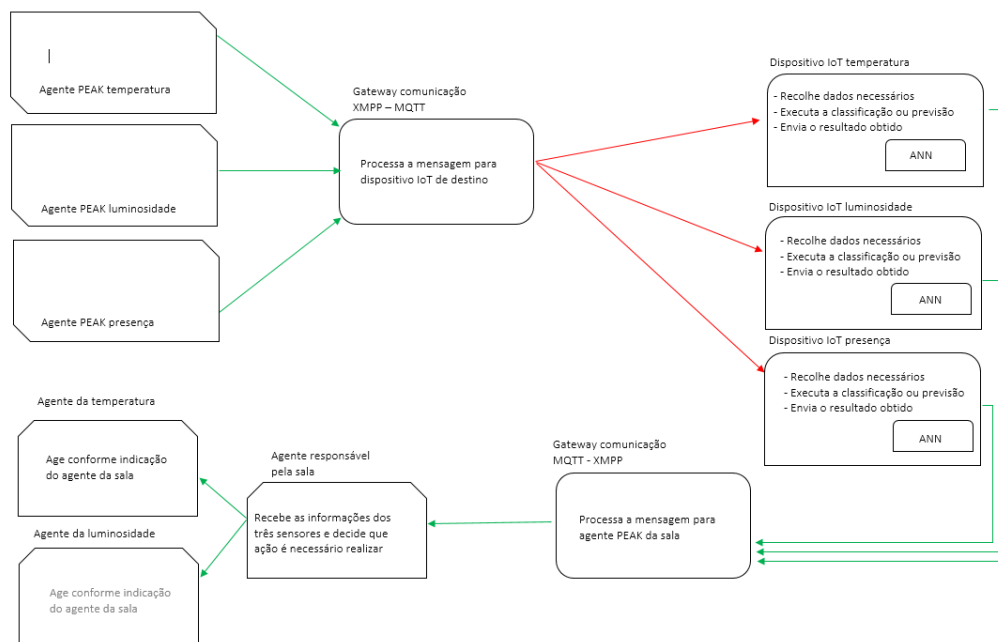 Agente PEAK temperatura
Agente PEAK luminosidade
Agente PEAK presença
Gateway comunicação
XMPP – MQTT
Processa a mensagem para
dispositivo IoT de destino
Dispositivo IoT temperatura
- Recolhe dados necessários
- Executa a classificação ou previsão
- Envia o resultado obtido
ANN
Dispositivo IoT luminosidade
- Recolhe dados necessários
- Executa a classificação ou previsão
- Envia o resultado obtido
ANN
Dispositivo IoT presença
- Recolhe dados necessários
- Executa a classificação ou previsão
- Envia o resultado obtido
ANN
Gateway comunicação
MQTT - XMPP
Processa a mensagem para
agente PEAK da sala
Agente responsável
pela sala
Recebe as informações dos
três sensores e decide que
ação é necessário realizar
Agente da temperatura
Age conforme indicação
do agente da sala
Agente da luminosidade
Age conforme indicação
do agente da sala